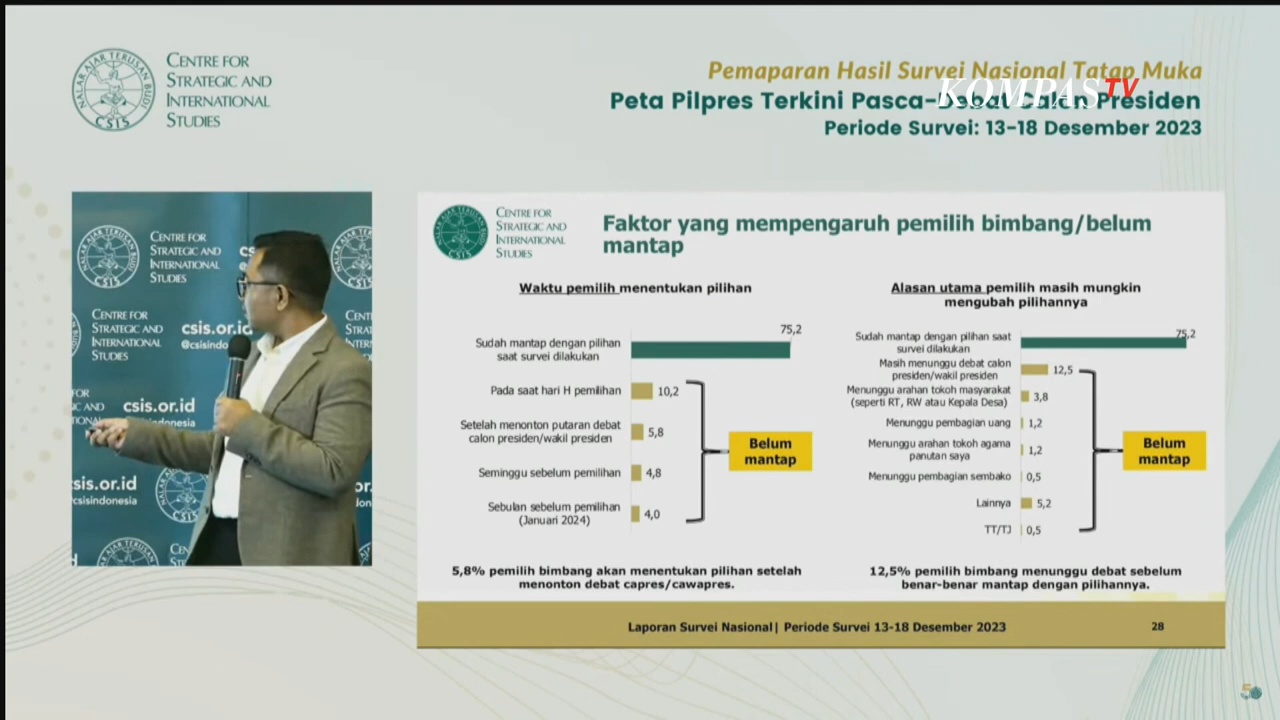 NALAR AJAR TERUSAN BUDI
CSIS
CENTRE FOR
STRATEGIC AND
INTERNATIONAL
STUDIES
Pemaparan Hasil Survei Nasional Tatap Muka
KOMPAS TV
Peta Pilpres Terkini Pasca-Debat Calon Presiden
Periode Survei: 13-18 Desember 2023
CENTRE FOR
STRATEGIC AND
INTERNATIONAL
STUDIES
CSIS
CENTRE FOR
STRATEGIC AND
INTERNATIONAL
STUDIES
csis.or.id
@csisindo
csis.or.id
nesia
sis.or.id
csisindonesia
CSIS
CENTRE FOR
STRATEGIC AND
INTERNATIONAL
STUDIES
Faktor yang mempengaruh pemilih bimbang/belum
mantap
Waktu pemilih menentukan pilihan
Sudah mantap dengan pilihan
saat survei dilakukan
75,2
Pada saat hari H pemilihan
10,2
Setelah menonton putaran debat
calon presiden/wakil presiden
5,8
Seminggu sebelum pemilihan
4,8
Sebulan sebelum pemilihan
(Januari 2024)
4,0
Belum
mantap
5,8% pemilih bimbang akan menentukan pilihan setelah
menonton debat capres/cawapres.
Alasan utama pemilih masih mungkin
mengubah pilihannya
Sudah mantap dengan pilihan saat
survei dilakukan
75,2
Masih menunggu debat calon
presiden/wakil presiden
12,5
Menunggu arahan tokoh masyarakat
(seperti RT, RW atau Kepala Desa)
3,8
Menunggu pembagian uang
1,2
Menunggu arahan tokoh agama
panutan saya
1,2
Menunggu pembagian sembako
0,5
Lainnya
5,2
TT/TJ
0,5
Belum
mantap
12,5% pemilih bimbang menunggu debat sebelum
benar-benar mantap dengan pilihannya.
Laporan Survei Nasional| Periode Survei 13-18 Desember 2023
28